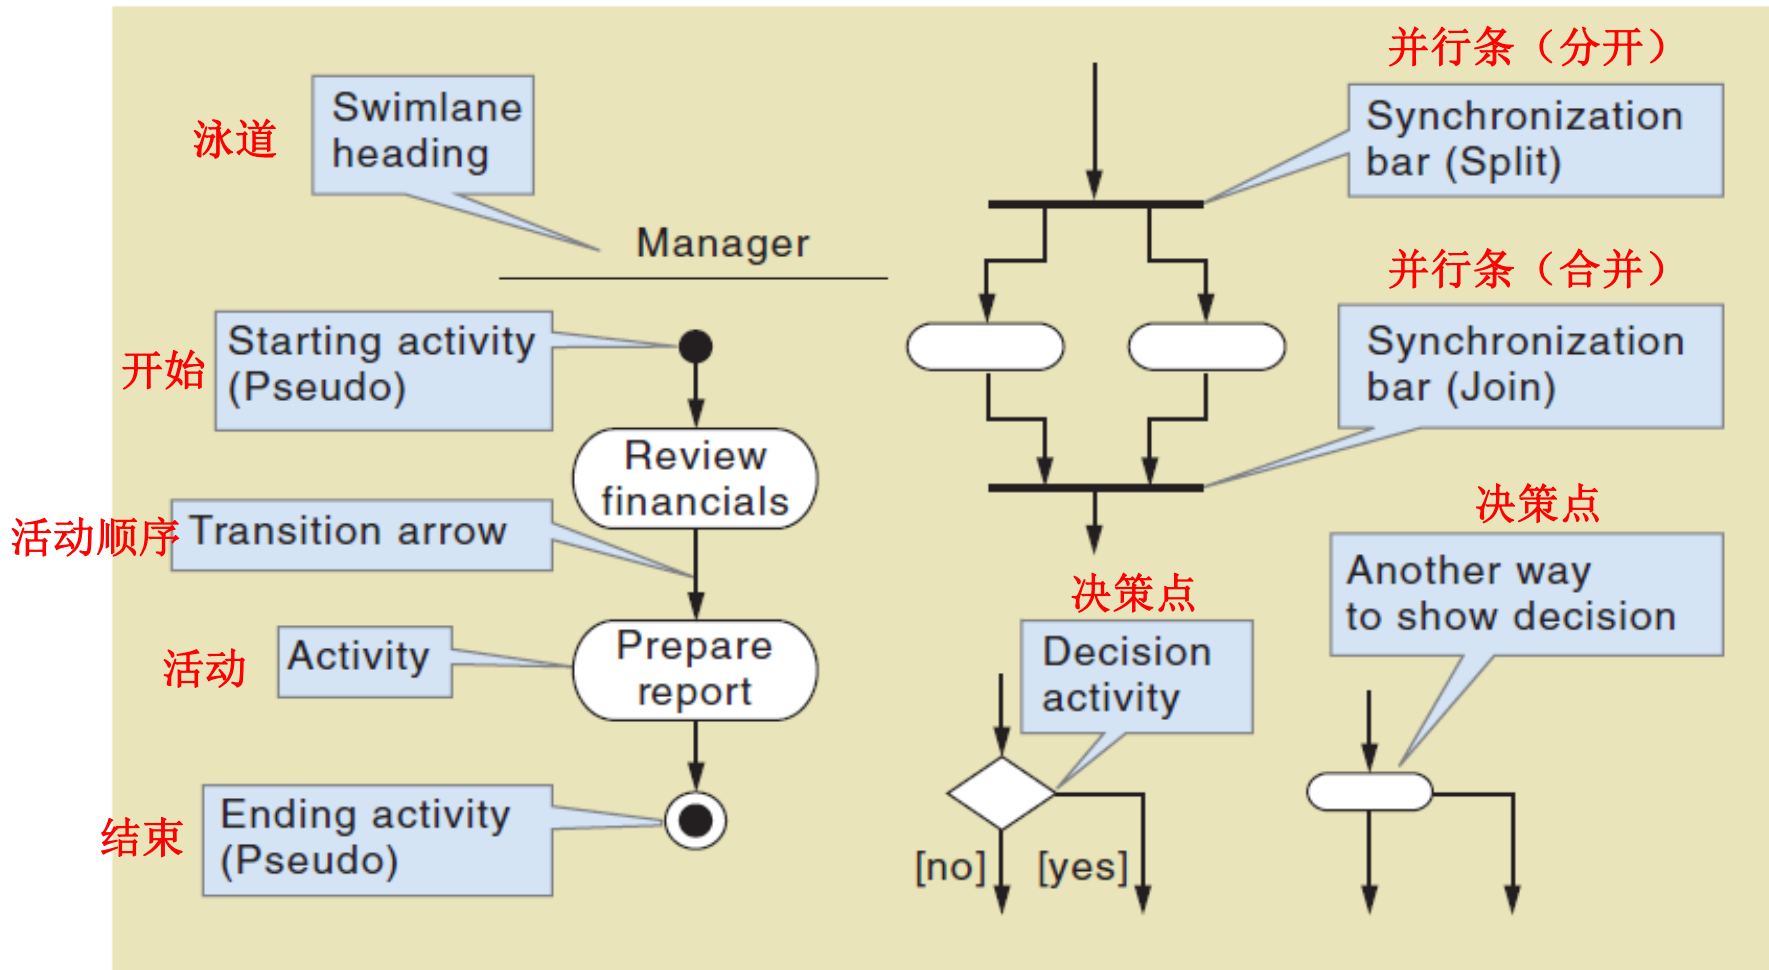 泳道
Swimlane
heading
Manager
开始
Starting activity
(Pseudo)
Review
financials
活动顺序
Transition arrow
活动
Activity
Prepare
report
结束
Ending activity
(Pseudo)
并行条（分开）
Synchronization
bar (Split)
并行条（合并）
Synchronization
bar (Join)
决策点
Decision
activity
[no]
[yes]
决策点
Another way
to show decision